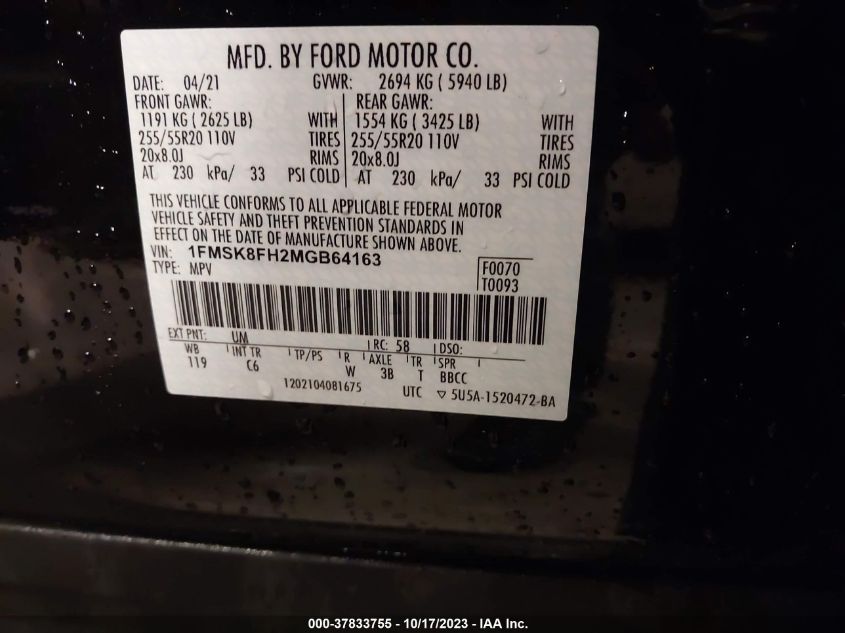 MFD. BY FORD MOTOR CO.
DATE: 04/21 GVWR: 2694 KG ( 5940 LB)
FRONT GAWR: REAR GAWR:
1191 KG ( 2625 LB) WITH 1554 KG ( 3425 LB) WITH
255/55R20 110V TIRES 255/55R20 110V TIRES
20x8.0J RIMS 20x8.0J RIMS
AT 230 kPa/ 33 PSI COLD AT 230 kPa/ 33 PSI COLD
THIS VEHICLE CONFORMS TO ALL APPLICABLE FEDERAL MOTOR
VEHICLE SAFETY AND THEFT PREVENTION STANDARDS IN
EFFECT ON THE DATE OF MANUFACTURE SHOWN ABOVE.
VIN: 1FMSK8FH2MGB64163
TYPE: MPV F0070
T0093
EXT PNT: UM RC: 58 DSO:
WB INT TR TP/PS R AXLE TR SPR
119 C6 W 3B T BBCC
1202104081675 UTC ▽ 5U5A-1520472-BA
000-37833755 - 10/17/2023 - IAA Inc.